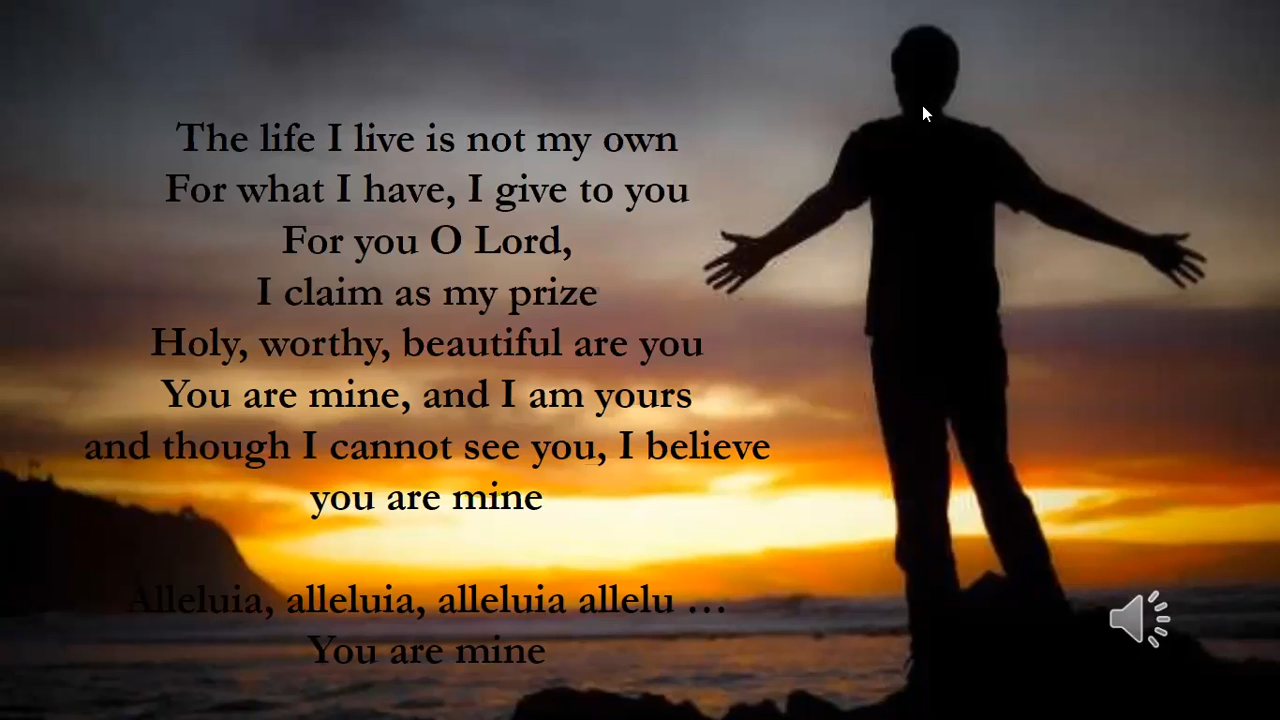 The life I live is not my own
For what I have, I give to you
For you O Lord,
I claim as my prize
Holy, worthy, beautiful are you
You are mine, and I am yours
and though I cannot see you, I believe
you are mine
Alleluia, alleluia, alleluia allelu …
You are mine